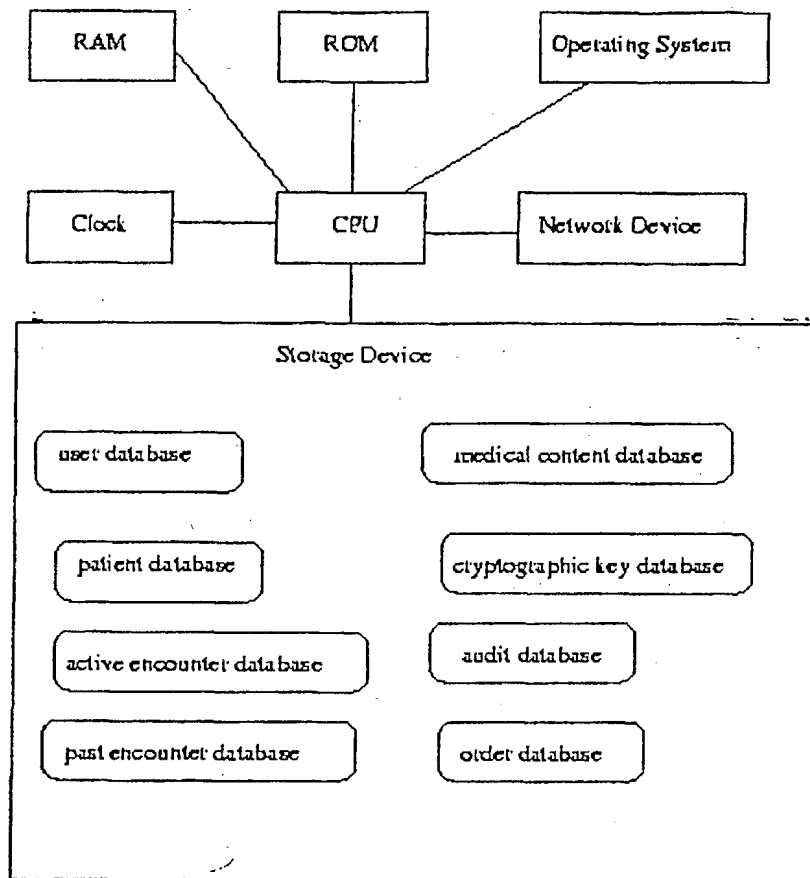 RAM
ROM
Operating System
Clock
CPU
Network Device
Storage Device
user database
medical content database
patient database
cryptographic key database
active encounter database
audit database
past encounter database
order database